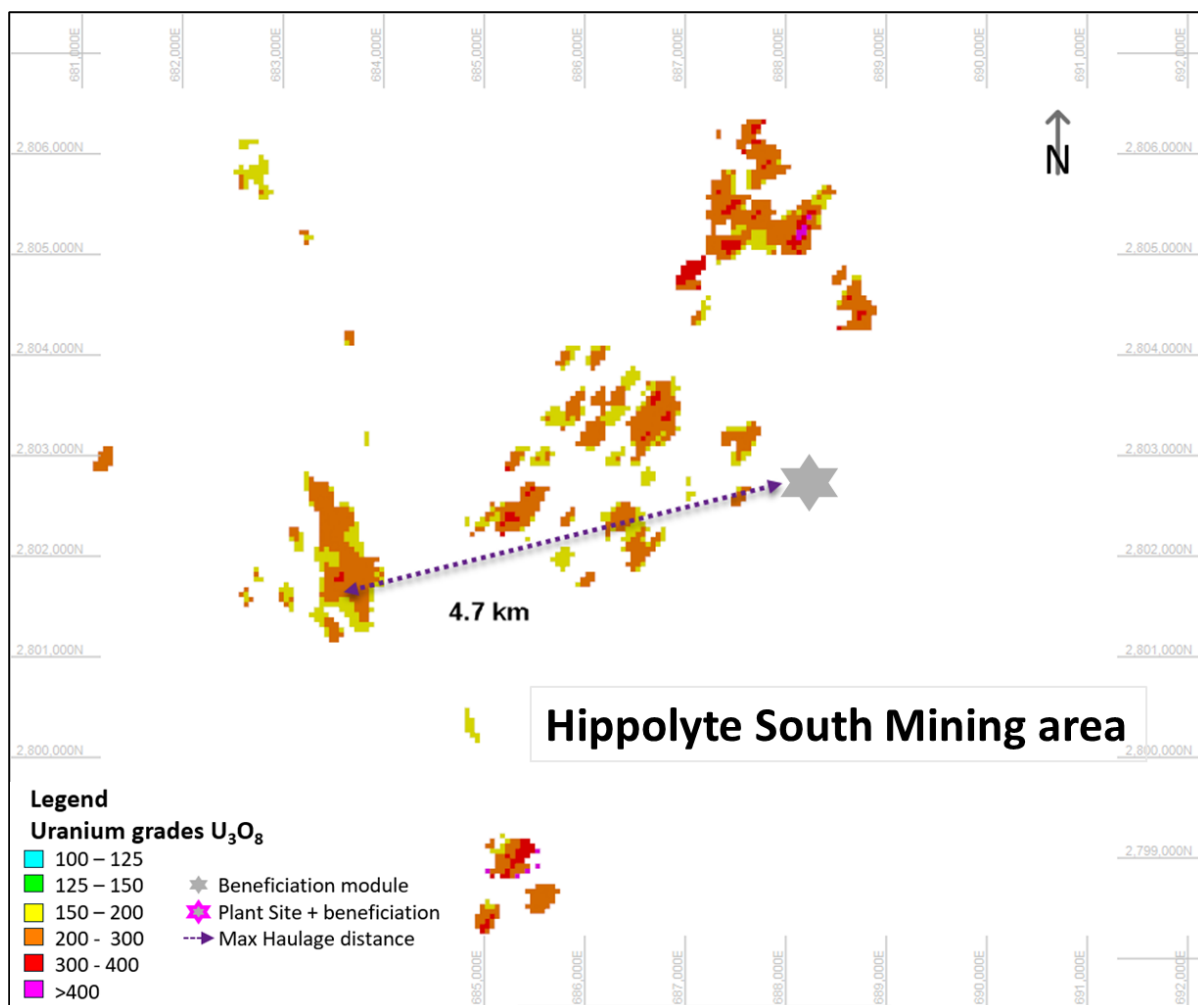 681,000E
682,000E
683,000E
684,000E
685,000E
686,000E
687,000E
688,000E
689,000E
690,000E
691,000E
692,0
N
2,806,000N
2,806,000N
2,805,000N
2,805,000N
2,804,000N
2,804,000N
2,803,000N
2,803,000N
2,802,000N
2,802,000N
4.7 km
2,801,000N
2,801,000N
Hippolyte South Mining area
2,800,000N
2,800,000N
Legend
Uranium grades U₃O₈
100 – 125
125 – 150
150 – 200
200 - 300
300 - 400
>400
Beneficiation module
Plant Site + beneficiation
Max Haulage distance
2,799,000N
685,000E
686,000E
687,000E
688,000E
689,000E
690,000E
691,000E
692,0